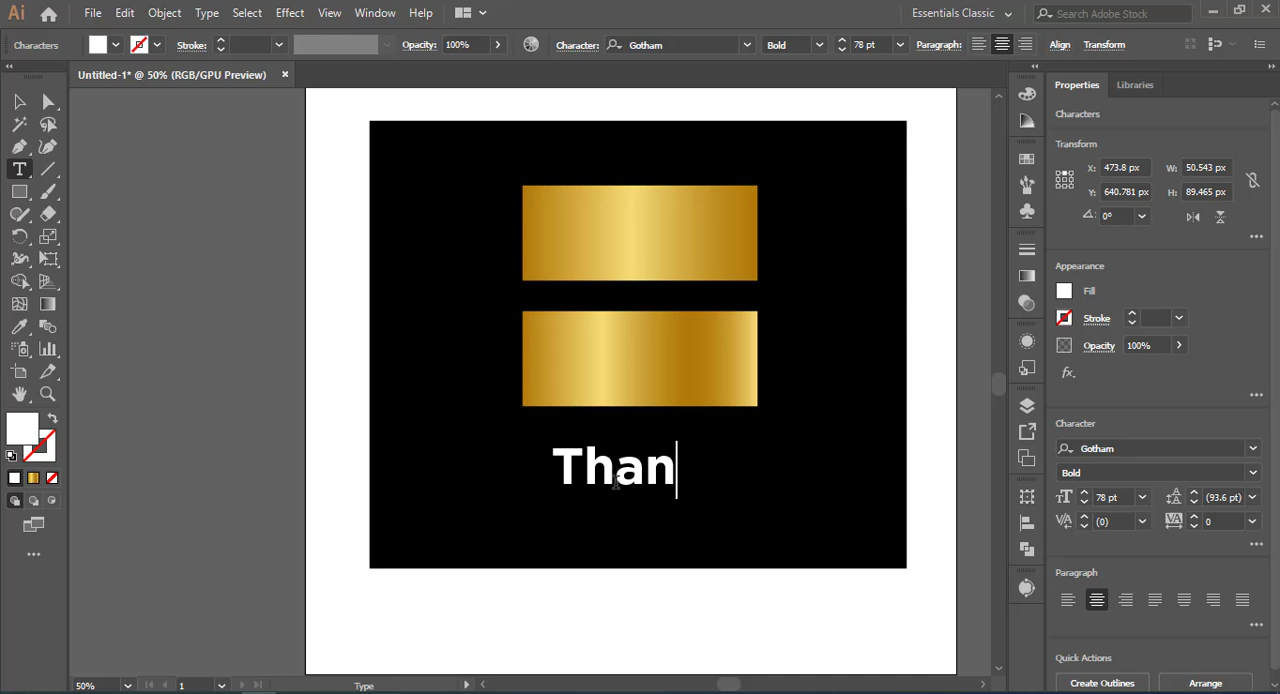 Ai File Edit Object Type Select Effect View Window Help Essentials Classic Search Adobe Stock
Characters Stroke: Opacity: 100% Character: Gotham Bold 78 pt Paragraph: Align Transform
Untitled-1* @ 50% (RGB/GPU Preview)
Properties Libraries
Characters
Transform
X: 473.8 px W: 50.543 px
Y: 640.781 px H: 89.465 px
0°
Appearance
Fill
Stroke
Opacity 100%
fx.
Character
Gotham
Bold
78 pt (93.6 pt)
(0) 0
Paragraph
Quick Actions
Create Outlines Arrange
Than
50% 1 Type